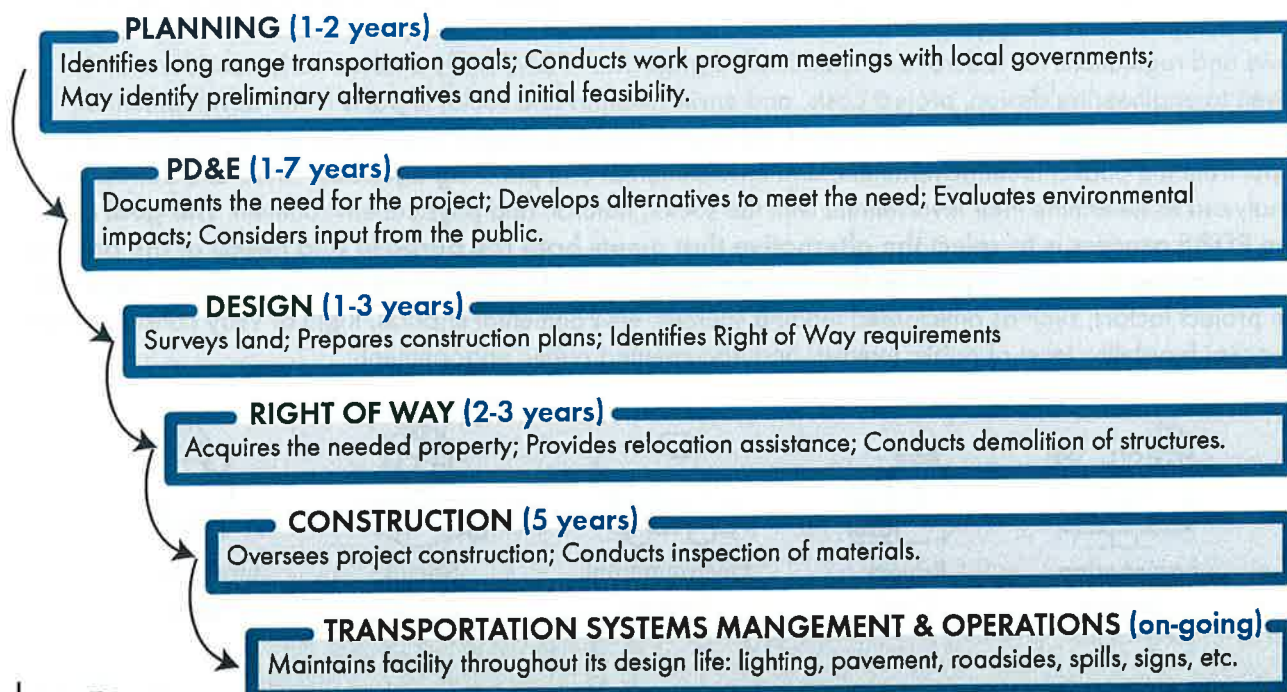 PLANNING (1-2 years)
Identifies long range transportation goals; Conducts work program meetings with local governments;
May identify preliminary alternatives and initial feasibility.
PD&E (1-7 years)
Documents the need for the project; Develops alternatives to meet the need; Evaluates environmental
impacts; Considers input from the public.
DESIGN (1-3 years)
Surveys land; Prepares construction plans; Identifies Right of Way requirements
RIGHT OF WAY (2-3 years)
Acquires the needed property; Provides relocation assistance; Conducts demolition of structures.
CONSTRUCTION (5 years)
Oversees project construction; Conducts inspection of materials.
TRANSPORTATION SYSTEMS MANGEMENT & OPERATIONS (on-going)
Maintains facility throughout its design life: lighting, pavement, roadsides, spills, signs, etc.